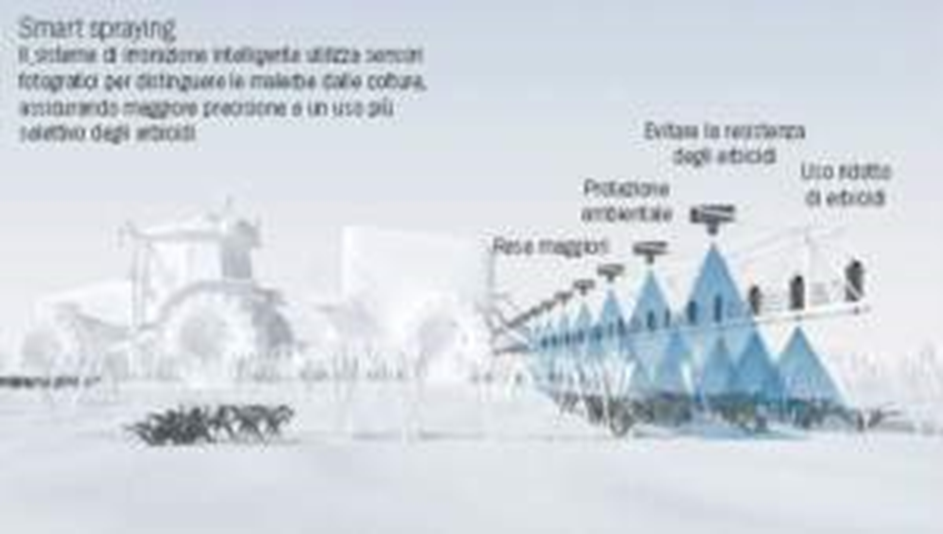 Smart spraying
Il sistema di irrorazione intelligente utilizza sensori
fotografici per distinguere le malerbe dalle colture,
assicurando maggiore precisione e un uso più
selettivo degli erbicidi
Evitare la resistenza
degli erbicidi
Uso ridotto
di erbicidi
Protezione
ambientale
Rese maggiori